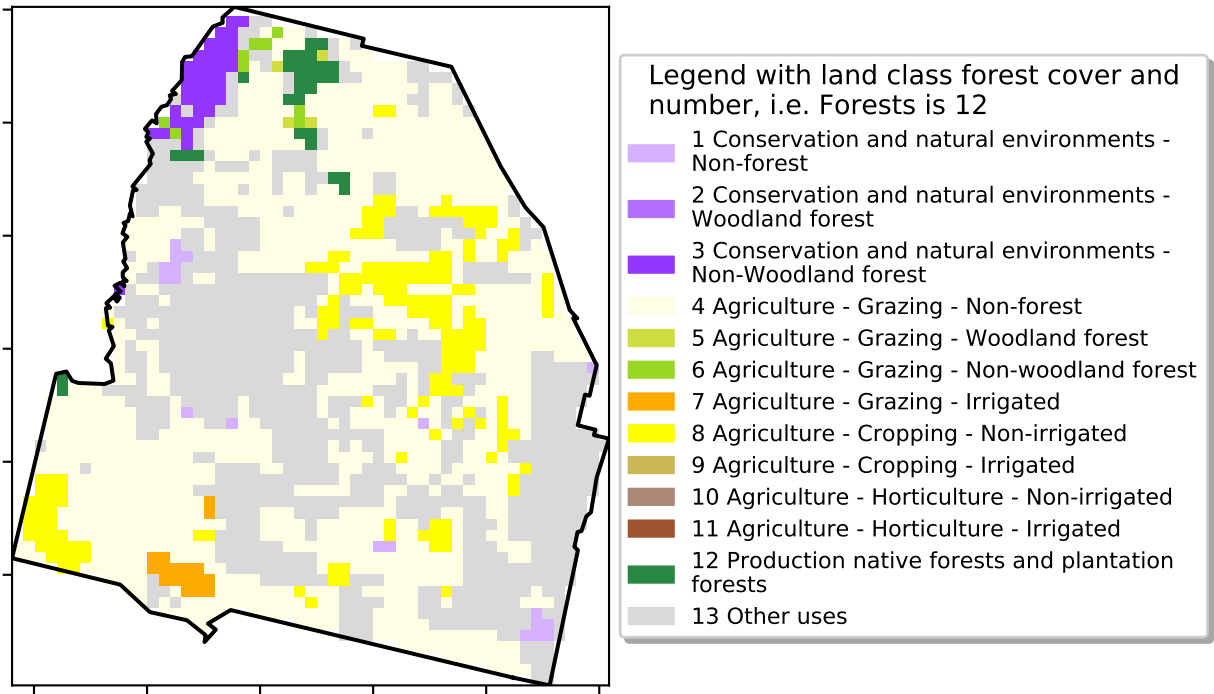 Legend with land class forest cover and
number, i.e. Forests is 12
1 Conservation and natural environments -
Non-forest
2 Conservation and natural environments -
Woodland forest
3 Conservation and natural environments -
Non-Woodland forest
4 Agriculture - Grazing - Non-forest
5 Agriculture - Grazing - Woodland forest
6 Agriculture - Grazing - Non-woodland forest
7 Agriculture - Grazing - Irrigated
8 Agriculture - Cropping - Non-irrigated
9 Agriculture - Cropping - Irrigated
10 Agriculture - Horticulture - Non-irrigated
11 Agriculture - Horticulture - Irrigated
12 Production native forests and plantation
forests
13 Other uses